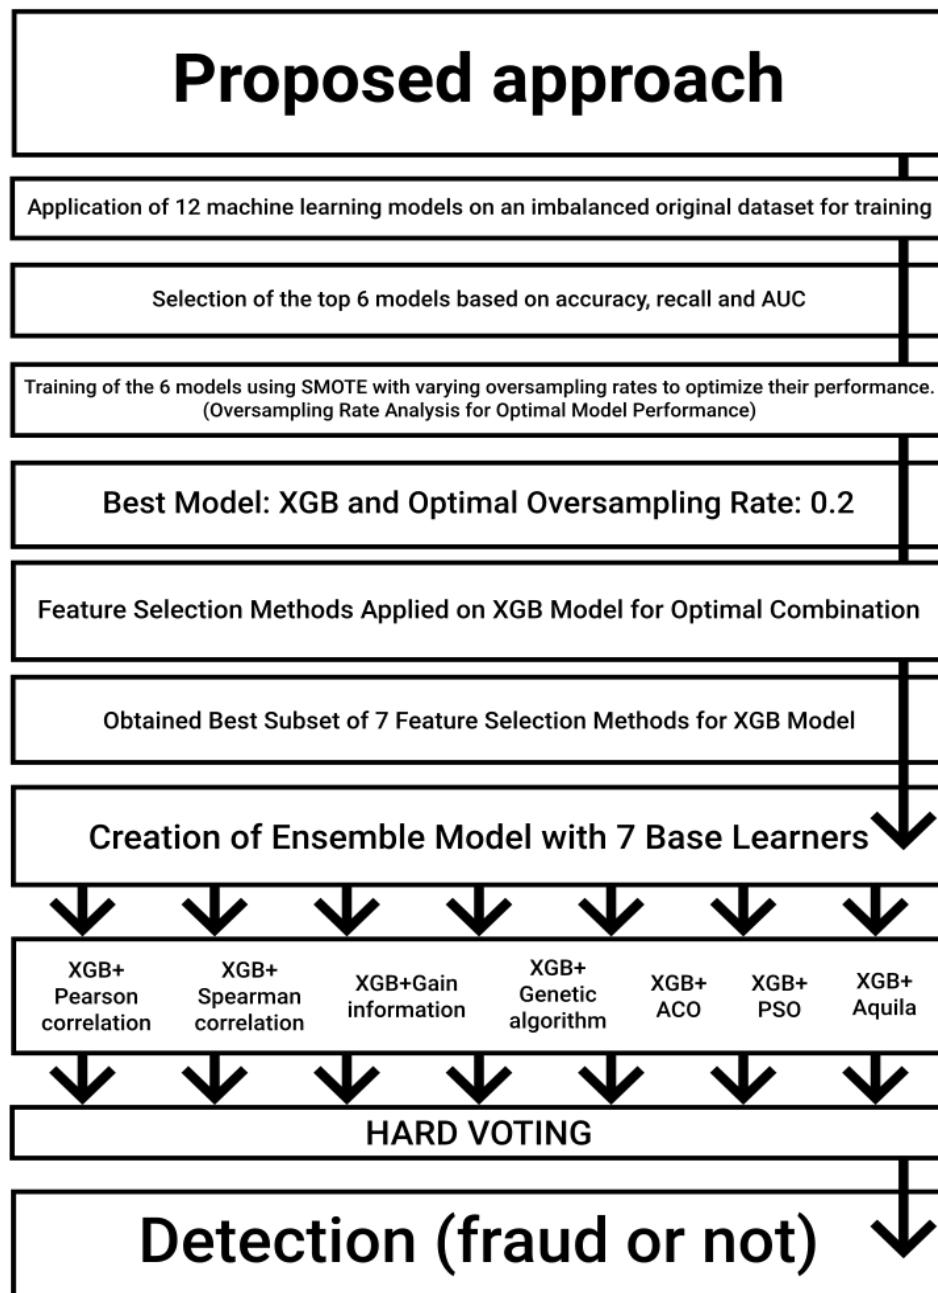 Proposed approach
Application of 12 machine learning models on an imbalanced original dataset for training
Selection of the top 6 models based on accuracy, recall and AUC
Training of the 6 models using SMOTE with varying oversampling rates to optimize their performance.
(Oversampling Rate Analysis for Optimal Model Performance)
Best Model: XGB and Optimal Oversampling Rate: 0.2
Feature Selection Methods Applied on XGB Model for Optimal Combination
Obtained Best Subset of 7 Feature Selection Methods for XGB Model
Creation of Ensemble Model with 7 Base Learners
XGB+
Pearson
correlation
XGB+
Spearman
correlation
XGB+Gain
information
XGB+
Genetic
algorithm
XGB+
ACO
XGB+
PSO
XGB+
Aquila
HARD VOTING
Detection (fraud or not)